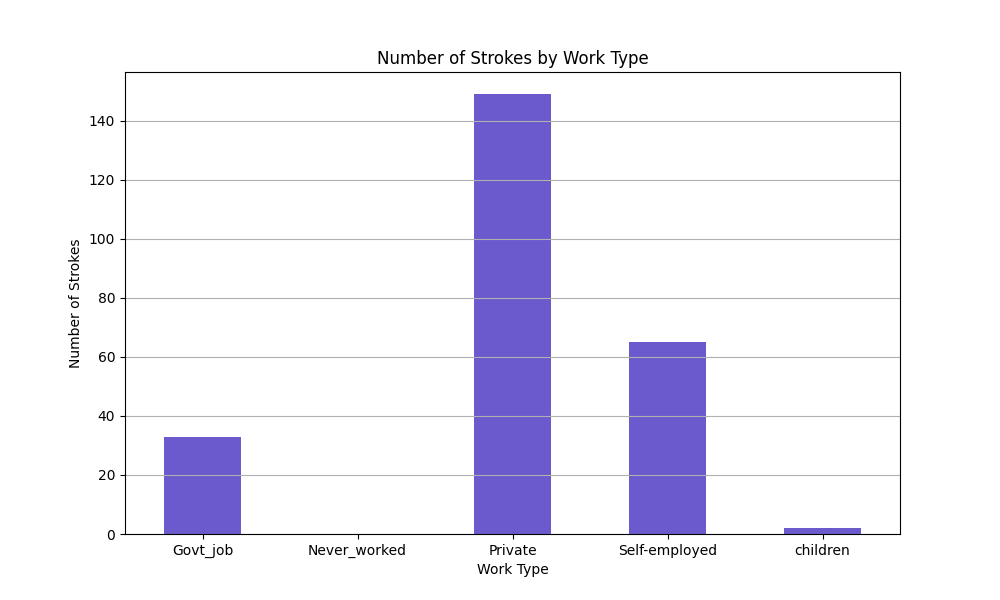 Number of Strokes by Work Type
Number of Strokes
140
120
100
80
60
40
20
0
Govt_job Never_worked Private Self-employed children
Work Type